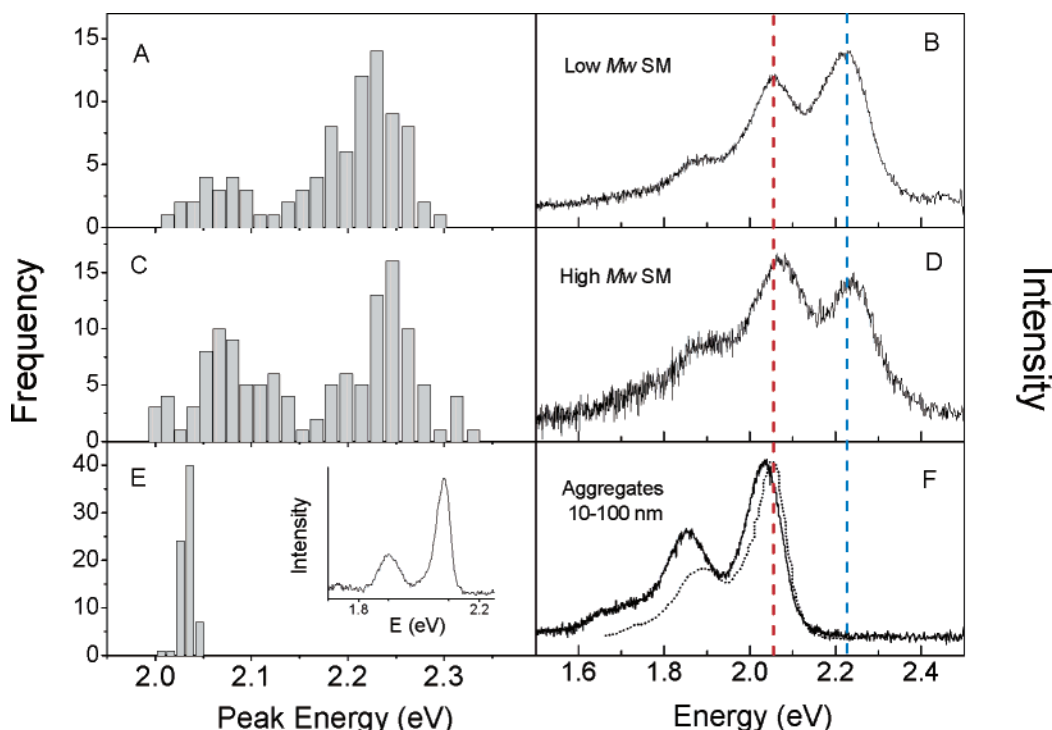 A
15
10
5
0
B
Low Mw SM
C
15
10
5
0
D
High Mw SM
E
40
30
20
10
0
Intensity
1.8
2.2
E (eV)
F
Aggregates
10-100 nm
2.0
2.1
2.2
2.3
1.6
1.8
2.0
2.2
2.4
Peak Energy (eV)
Energy (eV)
Frequency
Intensity